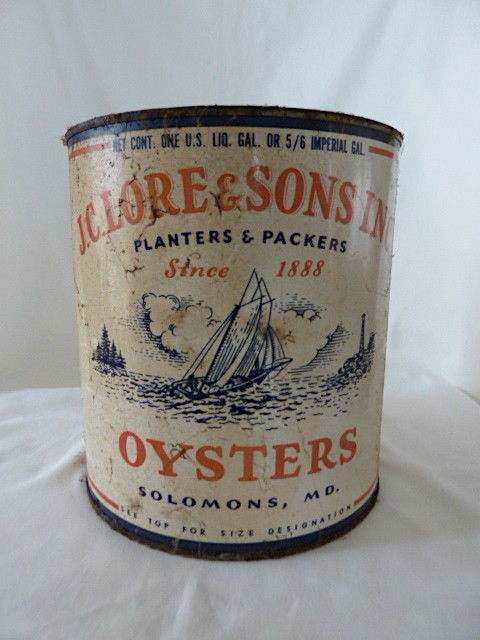 NET CONT. ONE U.S. LIQ. GAL. OR 5/6 IMPERIAL GAL.
J.C. LORE & SONS INC
PLANTERS & PACKERS
Since 1888
OYSTERS
SOLOMONS, MD.
SEE TOP FOR SIZE DESIGNATION